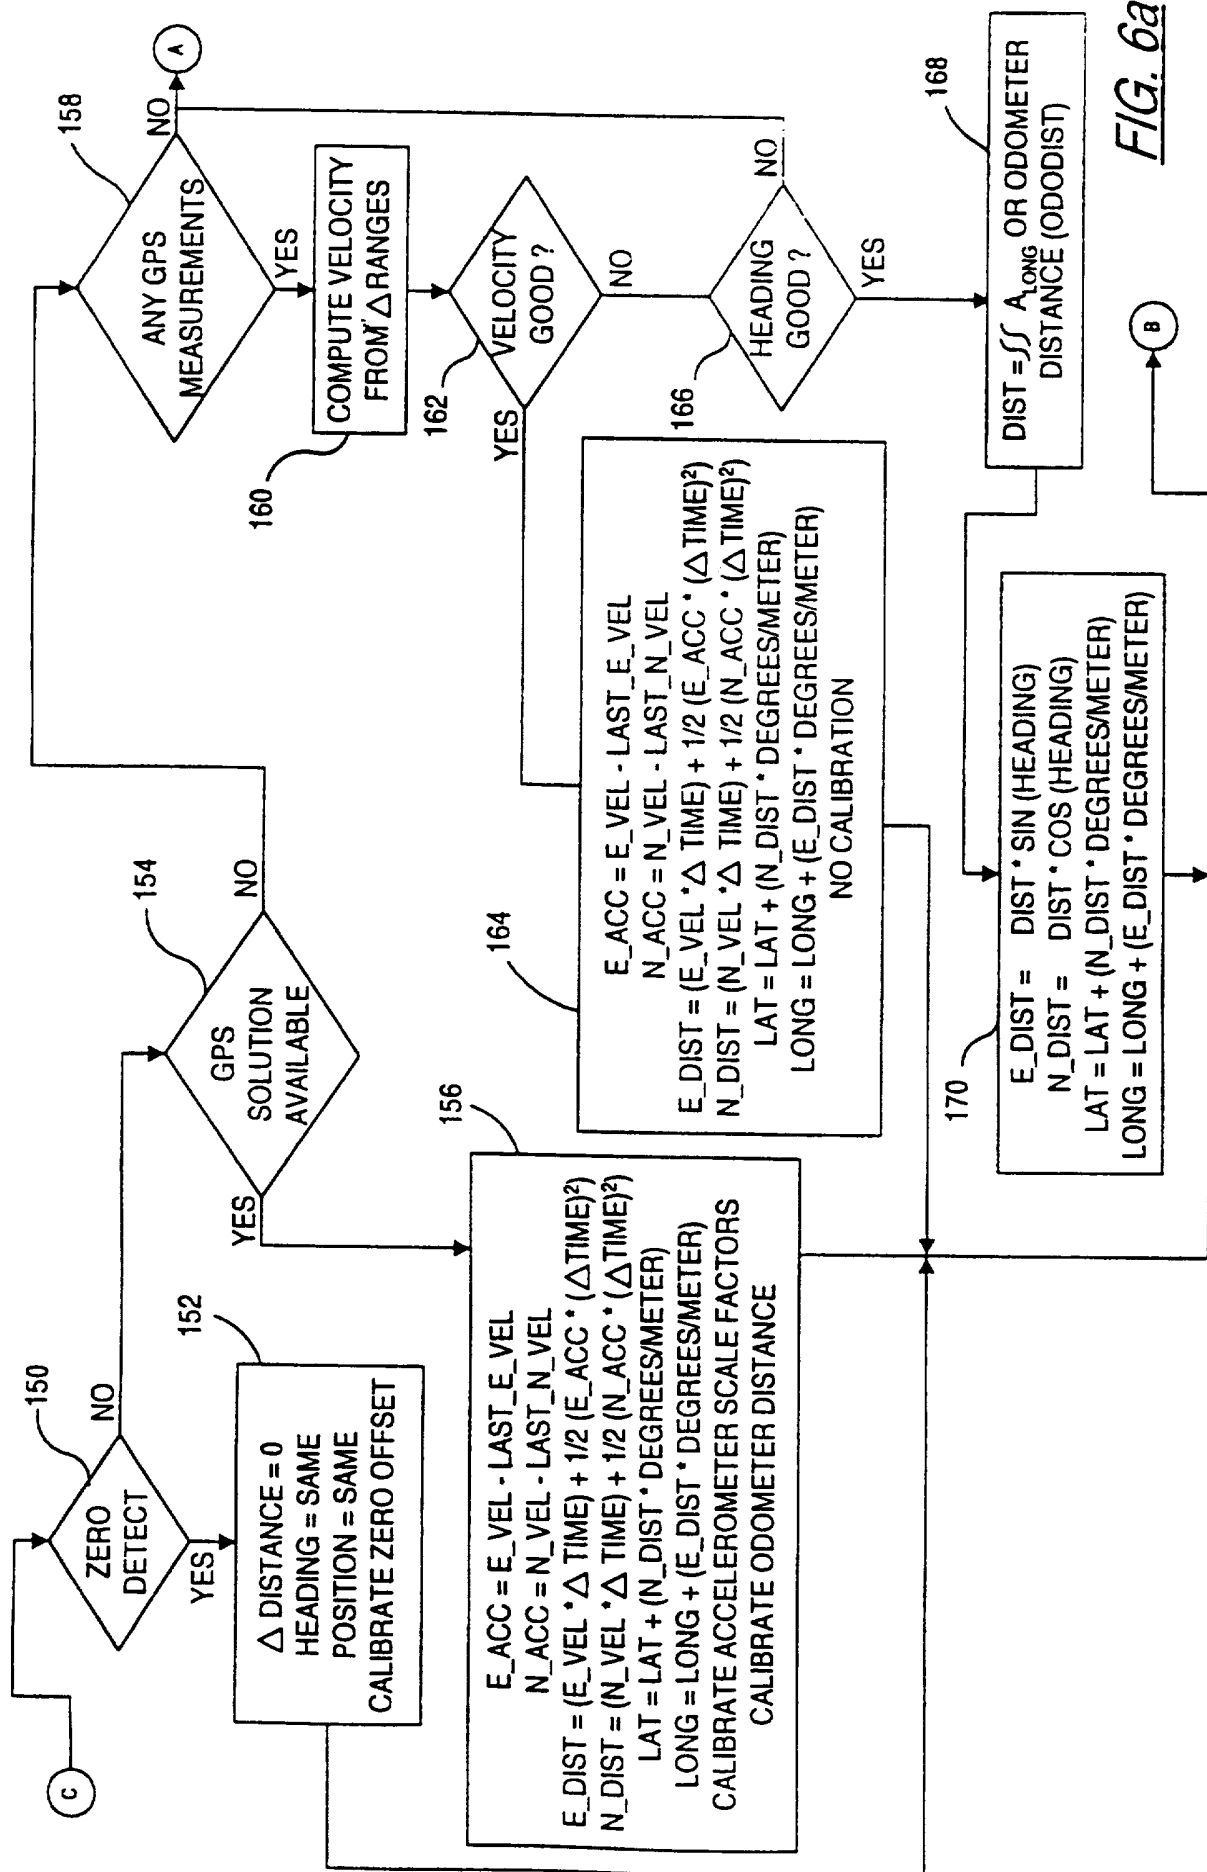 C
150
ZERO
DETECT
NO
YES
152
△ DISTANCE = 0
HEADING = SAME
POSITION = SAME
CALIBRATE ZERO OFFSET
154
GPS
SOLUTION
AVAILABLE
NO
YES
156
E_ACC = E_VEL - LAST_E_VEL
N_ACC = N_VEL - LAST_N_VEL
E_DIST = (E_VEL *△ TIME) + 1/2 (E_ACC * (△TIME)²)
N_DIST = (N_VEL *△ TIME) + 1/2 (N_ACC * (△TIME)²)
LAT = LAT + (N_DIST * DEGREES/METER)
LONG = LONG + (E_DIST * DEGREES/METER)
CALIBRATE ACCELEROMETER SCALE FACTORS
CALIBRATE ODOMETER DISTANCE
158
ANY GPS
MEASUREMENTS
NO
A
YES
160
COMPUTE VELOCITY
FROM △ RANGES
162
VELOCITY
GOOD ?
YES
NO
164
E_ACC = E_VEL - LAST_E_VEL
N_ACC = N_VEL - LAST_N_VEL
E_DIST = (E_VEL *△ TIME) + 1/2 (E_ACC * (△ TIME)²)
N_DIST = (N_VEL *△ TIME) + 1/2 (N_ACC * (△ TIME)²)
LAT = LAT + (N_DIST * DEGREES/METER)
LONG = LONG + (E_DIST * DEGREES/METER)
NO CALIBRATION
166
HEADING
GOOD ?
NO
YES
168
DIST = ∫∫ A LONG OR ODOMETER
DISTANCE (ODODIST)
170
E_DIST = DIST * SIN (HEADING)
N_DIST = DIST * COS (HEADING)
LAT = LAT + (N_DIST * DEGREES/METER)
LONG = LONG + (E_DIST * DEGREES/METER)
B
FIG. 6a